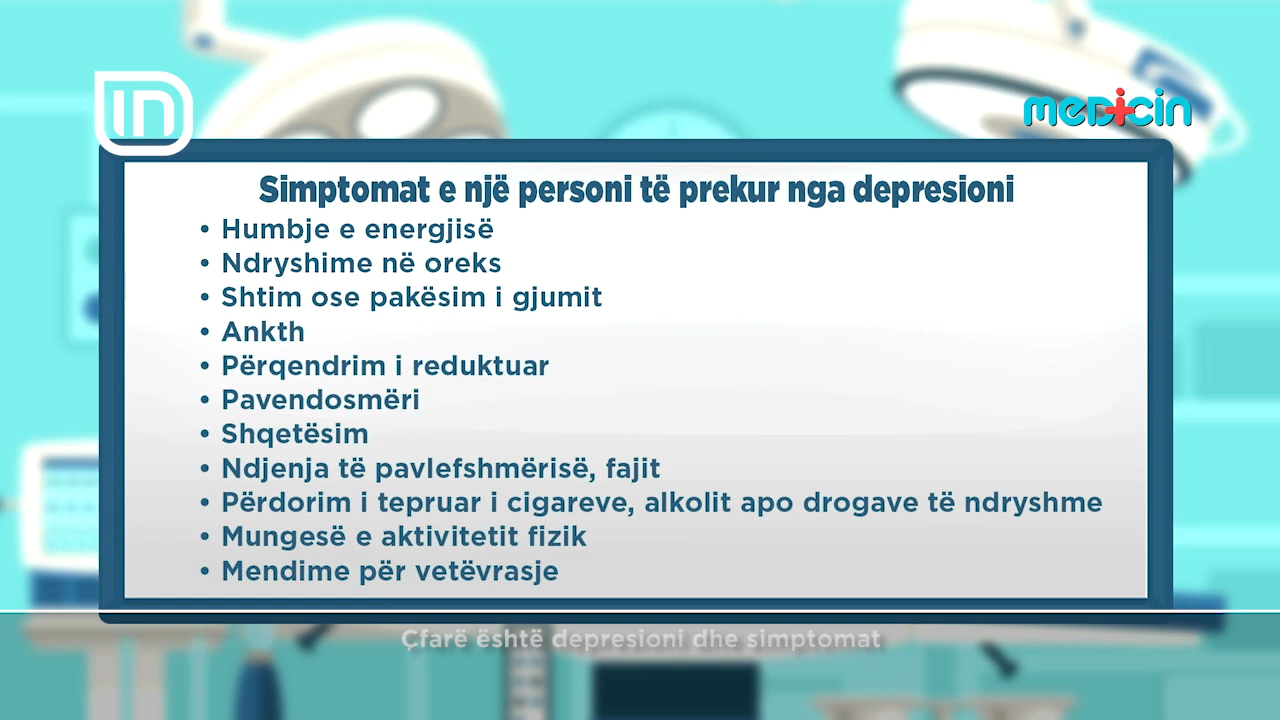 IN
MEDICIN
Simptomat e një personi të prekur nga depresioni
• Humbje e energjisë
• Ndryshime në oreks
• Shtim ose pakësim i gjumit
• Ankth
• Përqendrim i reduktuar
• Pavendosmëri
• Shqetësim
• Ndjenja të pavlefshmërisë, fajit
• Përdorim i tepruar i cigareve, alkolit apo drogave të ndryshme
• Mungesë e aktivitetit fizik
• Mendime për vetëvrasje
Çfarë është depresioni dhe simptomat